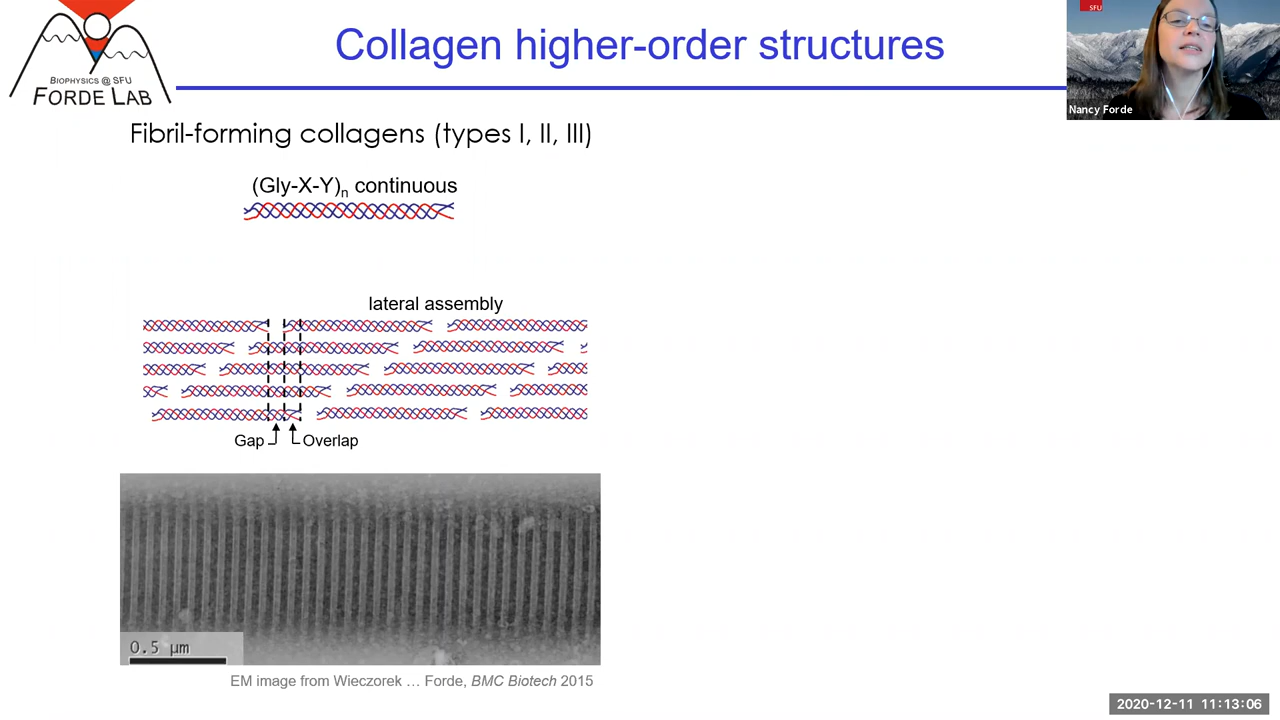 BIOPHYSICS @ SFU
FORDE LAB
Collagen higher-order structures
SFU
Nancy Forde
Fibril-forming collagens (types I, II, III)
(Gly-X-Y)n continuous
lateral assembly
Gap
Overlap
0.5 µm
EM image from Wieczorek … Forde, BMC Biotech 2015
2020-12-11 11:13:06